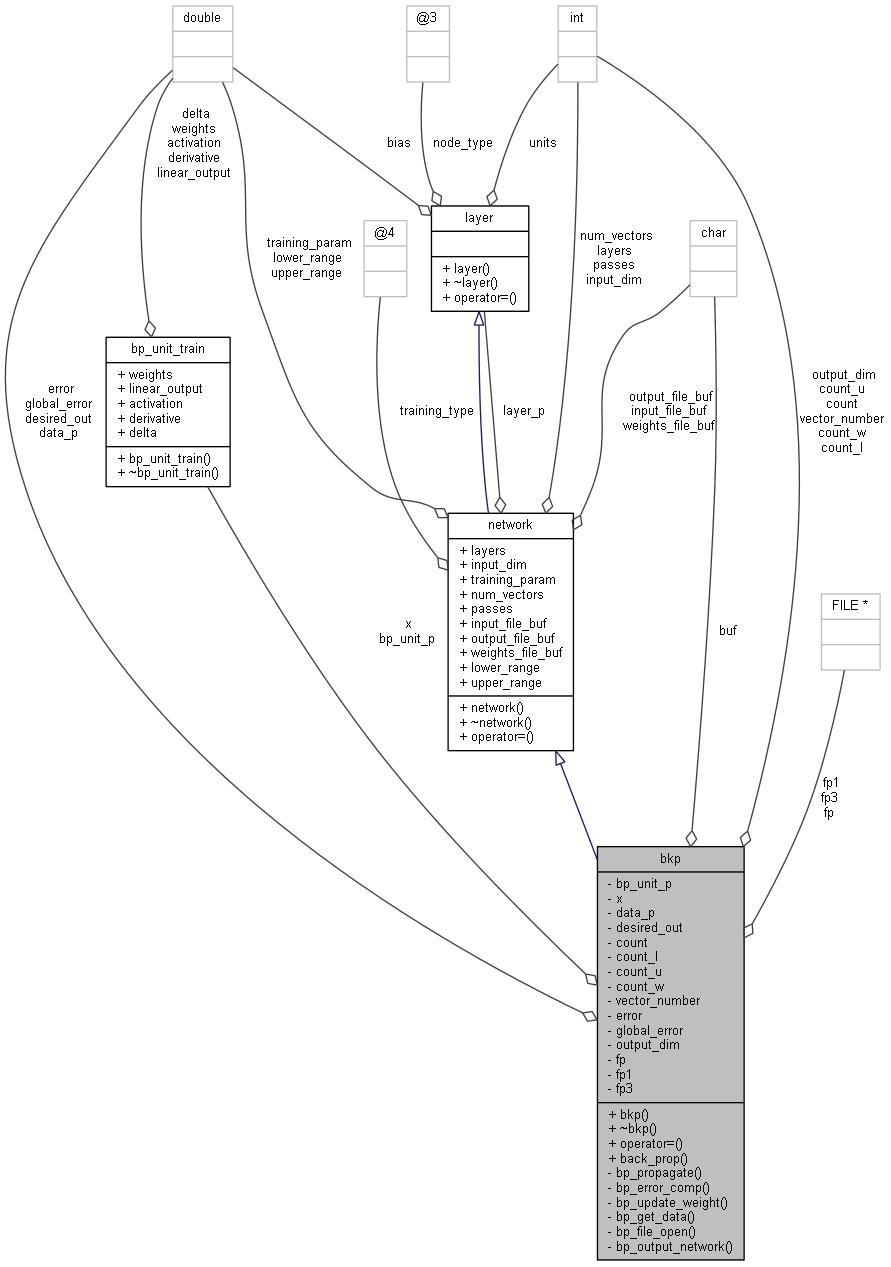 double
@3
int
delta
weights
activation
derivative
linear_output
bias
node_type
units
@4
layer
char
training_param
lower_range
upper_range
num_vectors
layers
passes
input_dim
+ layer()
+ ~layer()
+ operator=()
bp_unit_train
+ weights
+ linear_output
+ activation
+ derivative
+ delta
+ bp_unit_train()
+ ~bp_unit_train()
error
global_error
desired_out
data_p
training_type
layer_p
output_file_buf
input_file_buf
weights_file_buf
output_dim
count_u
count
vector_number
count_w
count_l
network
+ layers
+ input_dim
+ training_param
+ num_vectors
+ passes
+ input_file_buf
+ output_file_buf
+ weights_file_buf
+ lower_range
+ upper_range
+ network()
+ ~network()
+ operator=()
x
bp_unit_p
buf
FILE *
fp1
fp3
fp
bkp
- bp_unit_p
- x
- data_p
- desired_out
- count
- count_l
- count_u
- count_w
- vector_number
- error
- global_error
- output_dim
- fp
- fp1
- fp3
+ bkp()
+ ~bkp()
+ operator=()
+ back_prop()
- bp_propagate()
- bp_error_comp()
- bp_update_weight()
- bp_get_data()
- bp_file_open()
- bp_output_network()